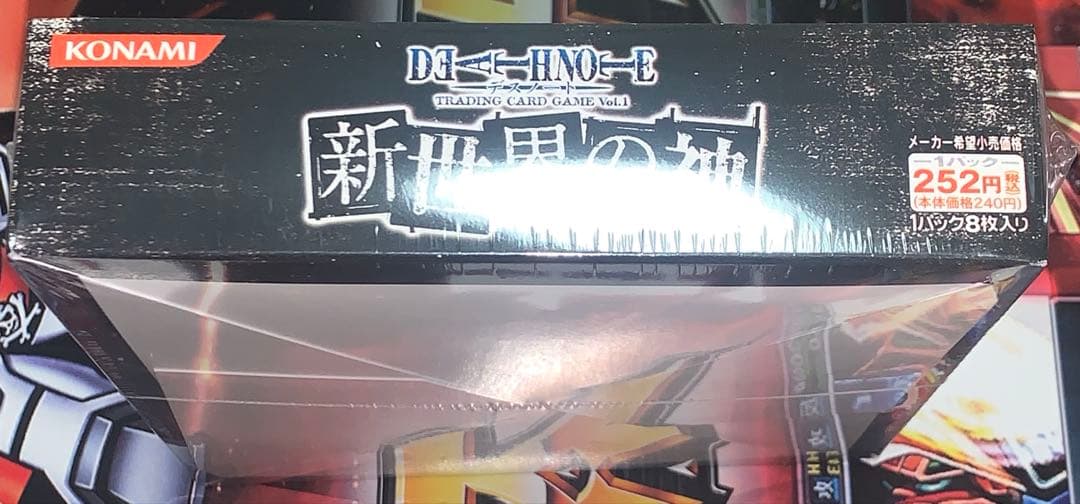 KONAMI
DEATH NOTE
デスノート
TRADING CARD GAME Vol.1
新世界の神
メーカー希望小売価格
1パック
252円 税込
(本体価格240円)
1パック8枚入り